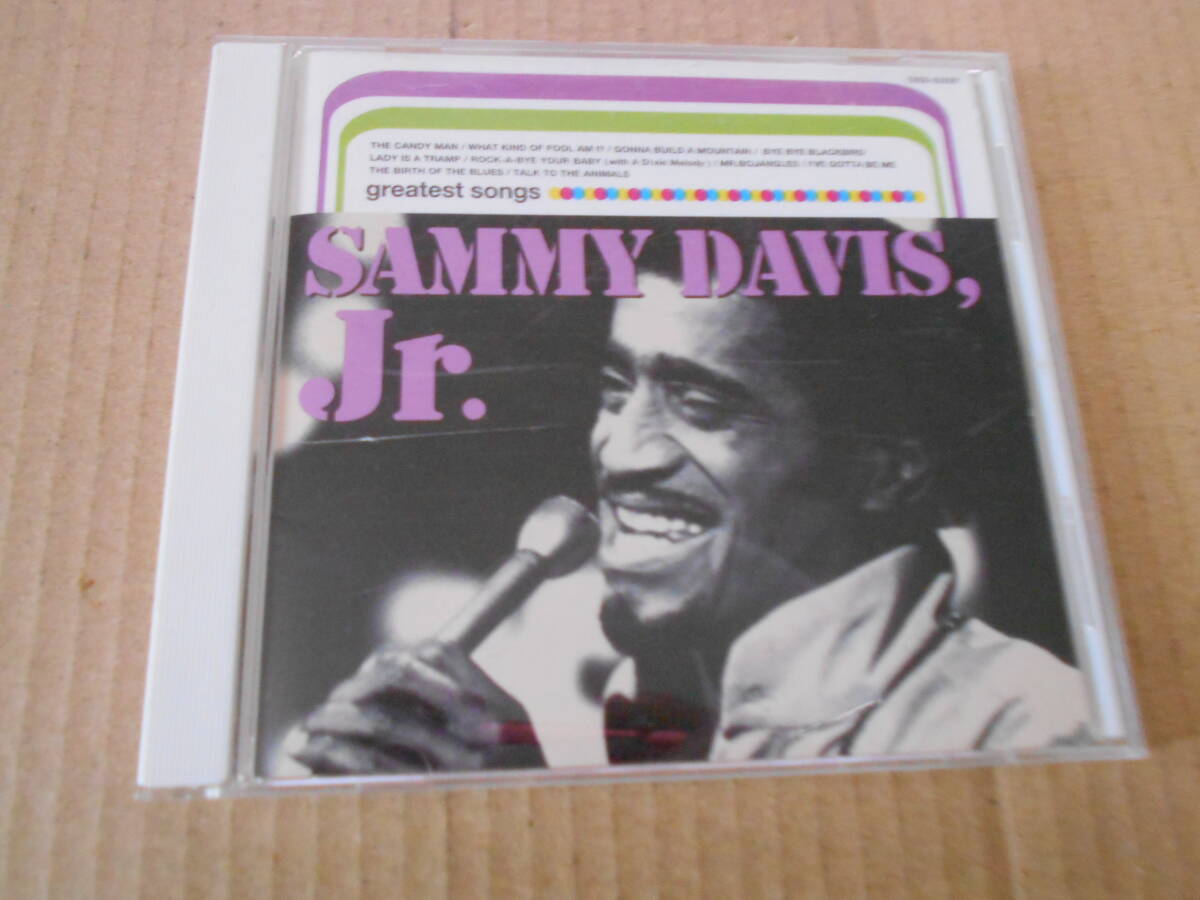 THE CANDY MAN / WHAT KIND OF FOOL AM I? / GONNA BUILD A MOUNTAIN / BYE BYE BLACKBIRD
LADY IS A TRAMP / ROCK-A-BYE YOUR BABY (with A Dixie Melody) / MR.BOJANGLES / I'VE GOTTA BE ME
THE BIRTH OF THE BLUES / TALK TO THE ANIMALS
greatest songs
SAMMY DAVIS,
Jr.